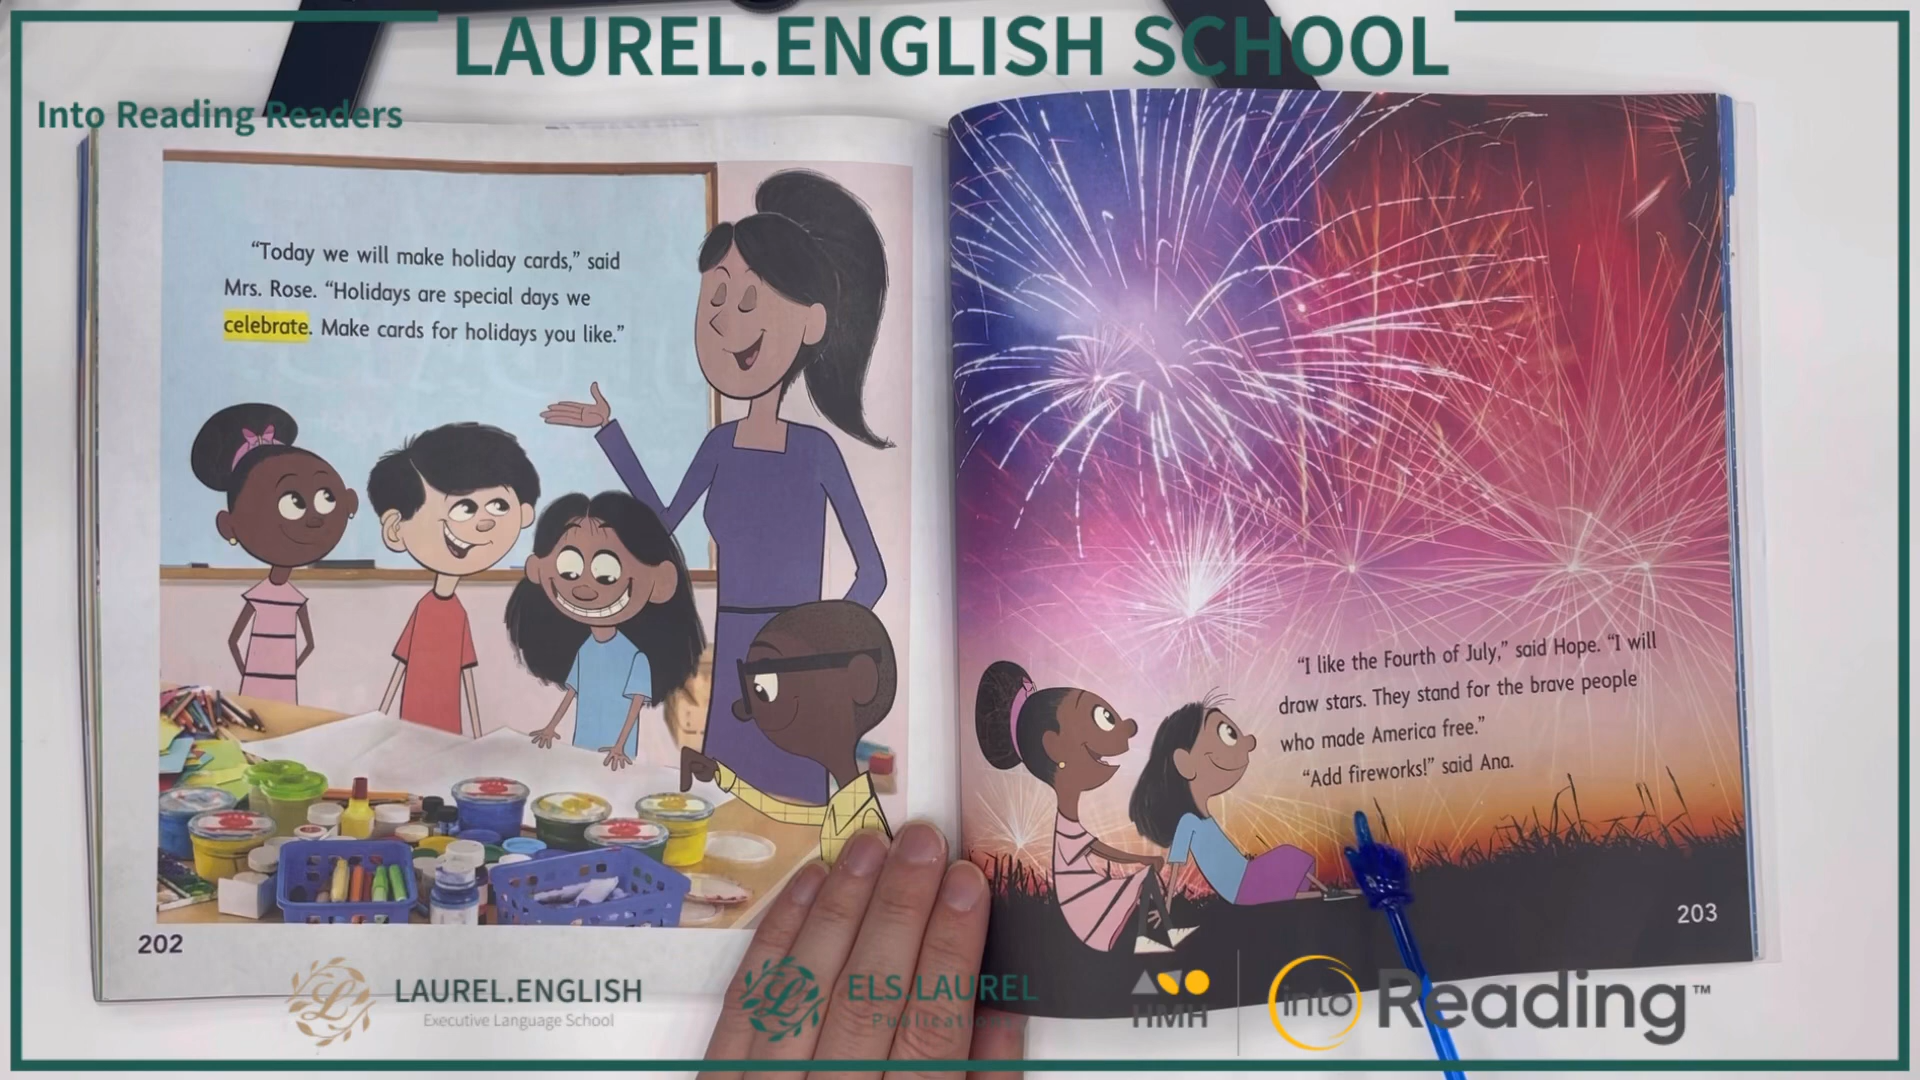 LAUREL.ENGLISH SCHOOL
Into Reading Readers
“Today we will make holiday cards,” said
Mrs. Rose. “Holidays are special days we
celebrate. Make cards for holidays you like.”
202
“I like the Fourth of July,” said Hope. “I will
draw stars. They stand for the brave people
who made America free.”
“Add fireworks!” said Ana.
203
LAUREL.ENGLISH
Executive Language School
ELS.LAUREL
HMH
into Reading™